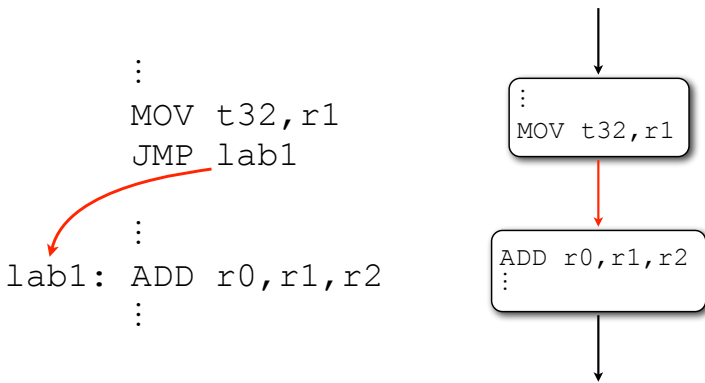 ⋮
MOV t32,r1
JMP lab1
⋮
lab1: ADD r0,r1,r2
⋮
⋮
MOV t32,r1
ADD r0,r1,r2
⋮